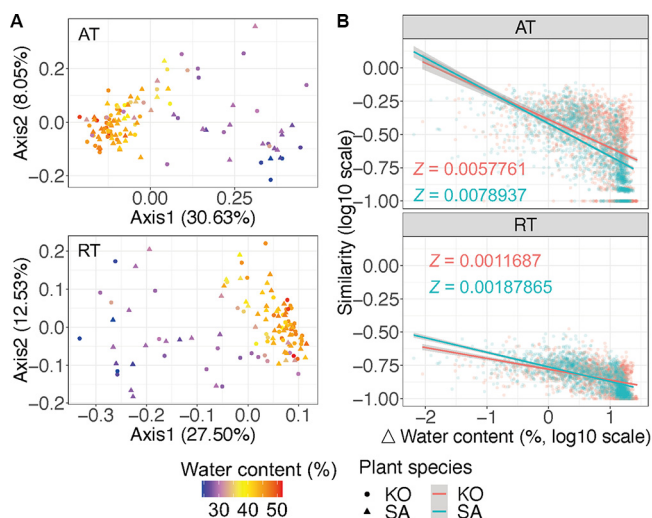 A
AT
Axis2 (8.05%)
0.2
0.0
−0.2
0.00
0.25
Axis1 (30.63%)
RT
Axis2 (12.53%)
0.2
0.1
0.0
−0.1
−0.2
−0.3
−0.2
−0.1
0.0
0.1
Axis1 (27.50%)
B
AT
Similarity (log10 scale)
0.00
−0.25
−0.50
−0.75
−1.00
Z = 0.0057761
Z = 0.0078937
RT
0.00
−0.25
−0.50
−0.75
−1.00
Z = 0.0011687
Z = 0.00187865
−2
−1
0
1
△ Water content (%, log10 scale)
Water content (%)
30 40 50
Plant species
KO KO
SA SA